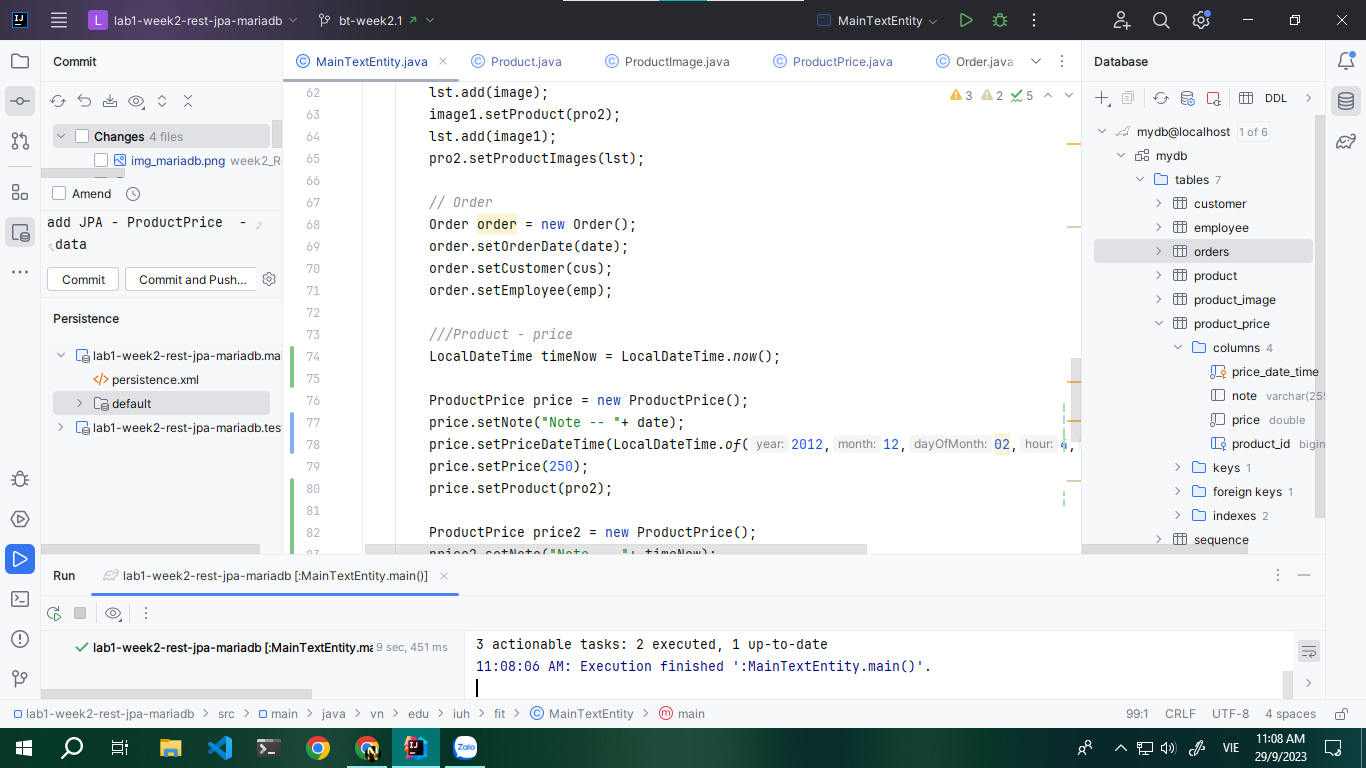 lab1-week2-rest-jpa-mariadb
bt-week2.1
MainTextEntity
Commit
MainTextEntity.java
Product.java
ProductImage.java
ProductPrice.java
Order.java
Database
Changes 4 files
img_mariadb.png week2_R
Amend
add JPA - ProductPrice -
data
Commit
Commit and Push...
Persistence
lab1-week2-rest-jpa-mariadb.ma
persistence.xml
default
lab1-week2-rest-jpa-mariadb.tes
3 2 5
62 lst.add(image);
63 image1.setProduct(pro2);
64 lst.add(image1);
65 pro2.setProductImages(lst);
66
67 // Order
68 Order order = new Order();
69 order.setOrderDate(date);
70 order.setCustomer(cus);
71 order.setEmployee(emp);
72
73 ///Product - price
74 LocalDateTime timeNow = LocalDateTime.now();
75
76 ProductPrice price = new ProductPrice();
77 price.setNote("Note -- "+ date);
78 price.setPriceDateTime(LocalDateTime.of( year: 2012, month: 12, dayOfMonth: 02, hour: 4,
79 price.setPrice(250);
80 price.setProduct(pro2);
81
82 ProductPrice price2 = new ProductPrice();
83 price2.setNote("Note -- "+ timeNow);
DDL
mydb@localhost 1 of 6
mydb
tables 7
customer
employee
orders
product
product_image
product_price
columns 4
price_date_time
note varchar(255
price double
product_id bigin
keys 1
foreign keys 1
indexes 2
sequence
Run
lab1-week2-rest-jpa-mariadb [:MainTextEntity.main()]
lab1-week2-rest-jpa-mariadb [:MainTextEntity.ma 9 sec, 451 ms
3 actionable tasks: 2 executed, 1 up-to-date
11:08:06 AM: Execution finished ':MainTextEntity.main()'.
lab1-week2-rest-jpa-mariadb > src > main > java > vn > edu > iuh > fit > MainTextEntity > main
99:1 CRLF UTF-8 4 spaces
Zalo
VIE
11:08 AM
29/9/2023